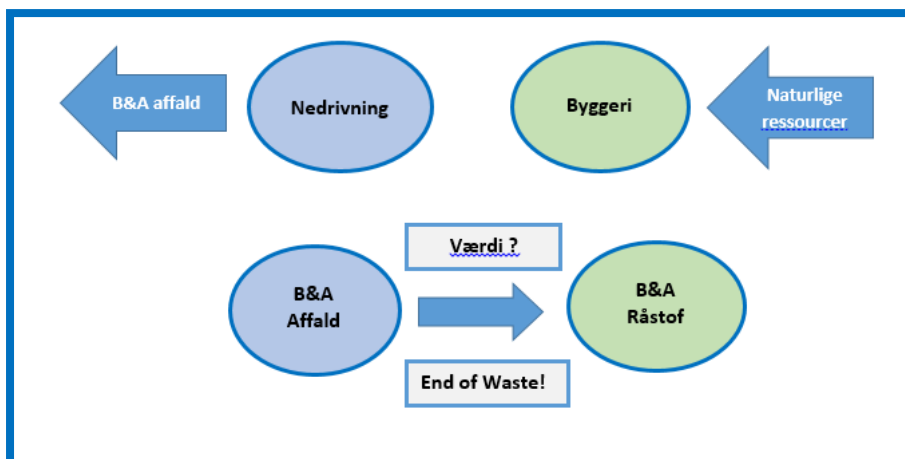 B&A affald
Nedrivning
Byggeri
Naturlige
ressourcer
Værdi ?
B&A
Affald
B&A
Råstof
End of Waste!